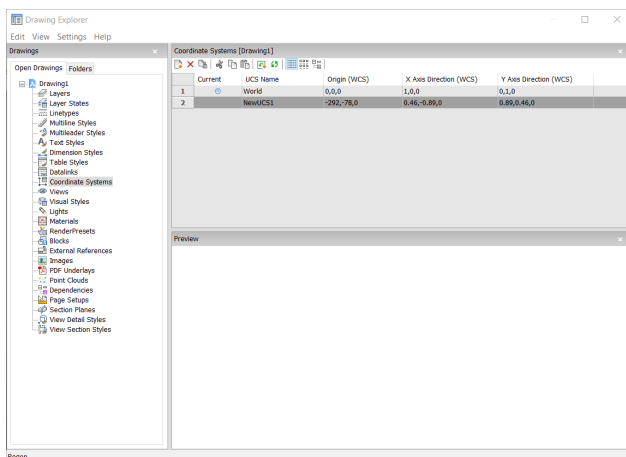 Drawing Explorer
Edit View Settings Help
Drawings
Open Drawings Folders
Drawing1
Layers
Layer States
Linetypes
Multiline Styles
Multileader Styles
Text Styles
Dimension Styles
Table Styles
Datalinks
Coordinate Systems
Views
Visual Styles
Lights
Materials
RenderPresets
Blocks
External References
Images
PDF Underlays
Point Clouds
Dependencies
Page Setups
Section Planes
View Detail Styles
View Section Styles
Coordinate Systems [Drawing1]
Current UCS Name Origin (WCS) X Axis Direction (WCS) Y Axis Direction (WCS)
1 World 0,0,0 1,0,0 0,1,0
2 NewUCS1 -292,-78,0 0.46,-0.89,0 0.89,0.46,0
Preview
Regen